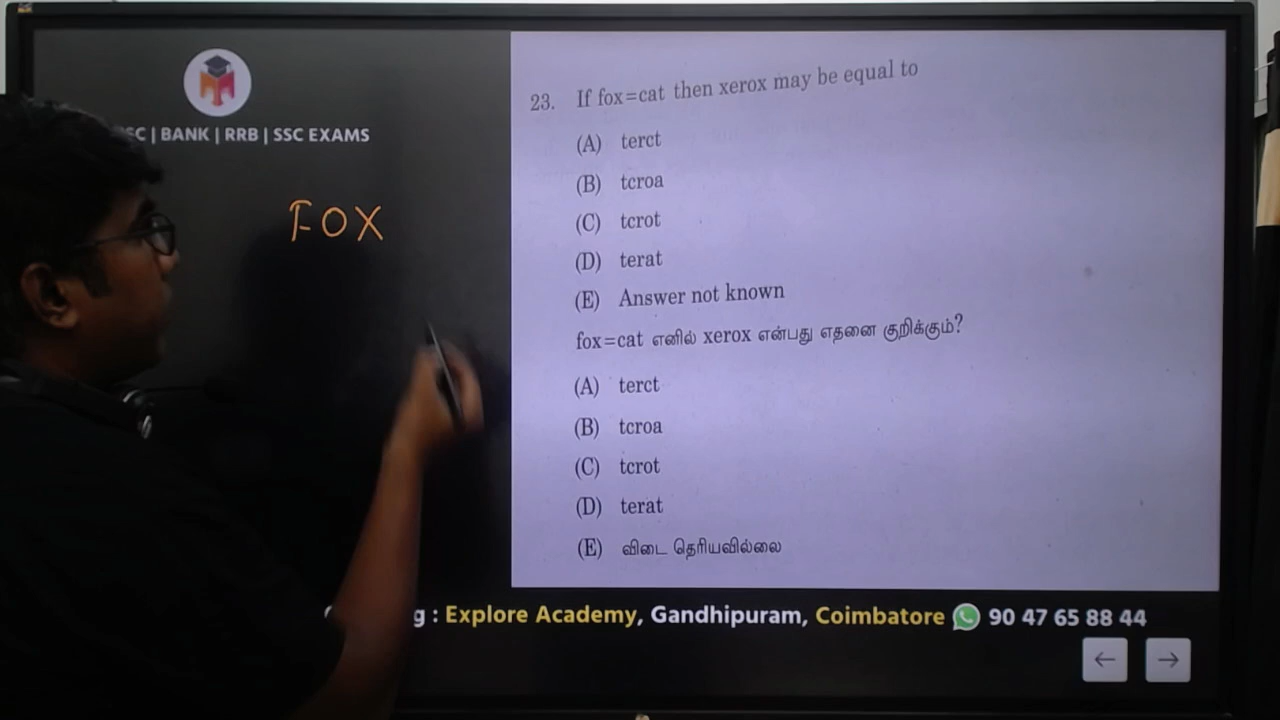 SC | BANK | RRB | SSC EXAMS
FOX
23. If fox=cat then xerox may be equal to
(A) terct
(B) tcroa
(C) tcrot
(D) terat
(E) Answer not known
fox=cat எனில் xerox என்பது எதனை குறிக்கும்?
(A) terct
(B) tcroa
(C) tcrot
(D) terat
(E) விடை தெரியவில்லை
g : Explore Academy, Gandhipuram, Coimbatore 90 47 65 88 44